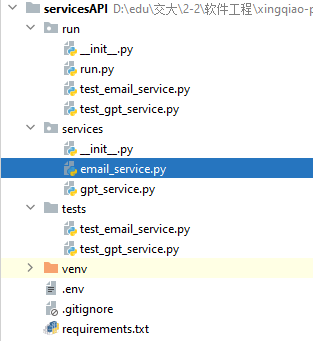 servicesAPI D:\edu\交大\2-2\软件工程\xingqiao-p
run
__init__.py
run.py
test_email_service.py
test_gpt_service.py
services
__init__.py
email_service.py
gpt_service.py
tests
test_email_service.py
test_gpt_service.py
venv
.env
.gitignore
requirements.txt